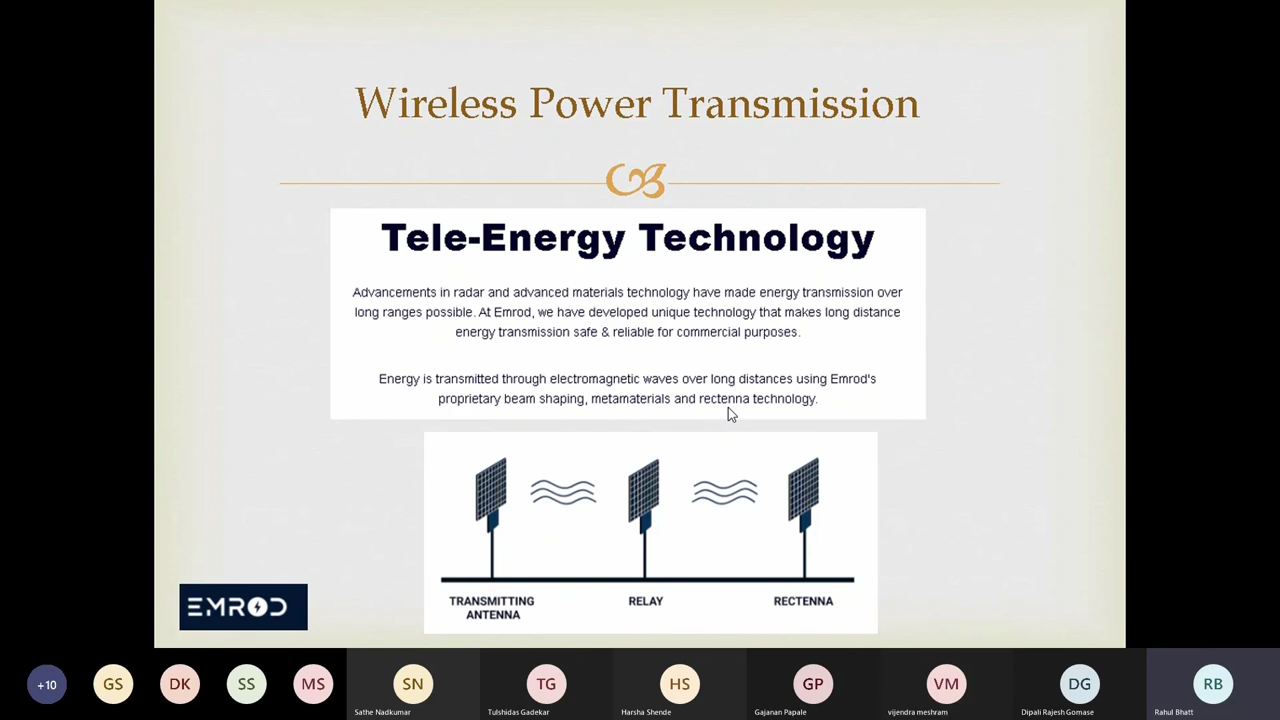 Wireless Power Transmission
Tele-Energy Technology
Advancements in radar and advanced materials technology have made energy transmission over
long ranges possible. At Emrod, we have developed unique technology that makes long distance
energy transmission safe & reliable for commercial purposes.
Energy is transmitted through electromagnetic waves over long distances using Emrod's
proprietary beam shaping, metamaterials and rectenna technology.
TRANSMITTING
ANTENNA
RELAY
RECTENNA
EMROD
+10
GS
DK
SS
MS
SN
TG
HS
GP
VM
DG
RB
Sathe Nadkumar
Tulshidas Gadekar
Harsha Shende
Gajanan Papale
vijendra meshram
Dipali Rajesh Gomase
Rahul Bhatt